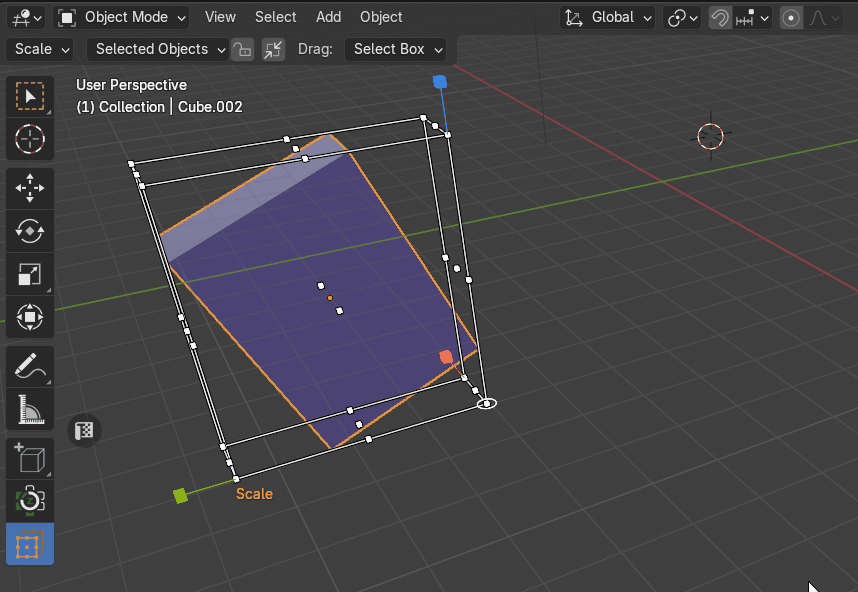 Object Mode View Select Add Object Global
Scale Selected Objects Drag: Select Box
User Perspective
(1) Collection | Cube.002
Scale